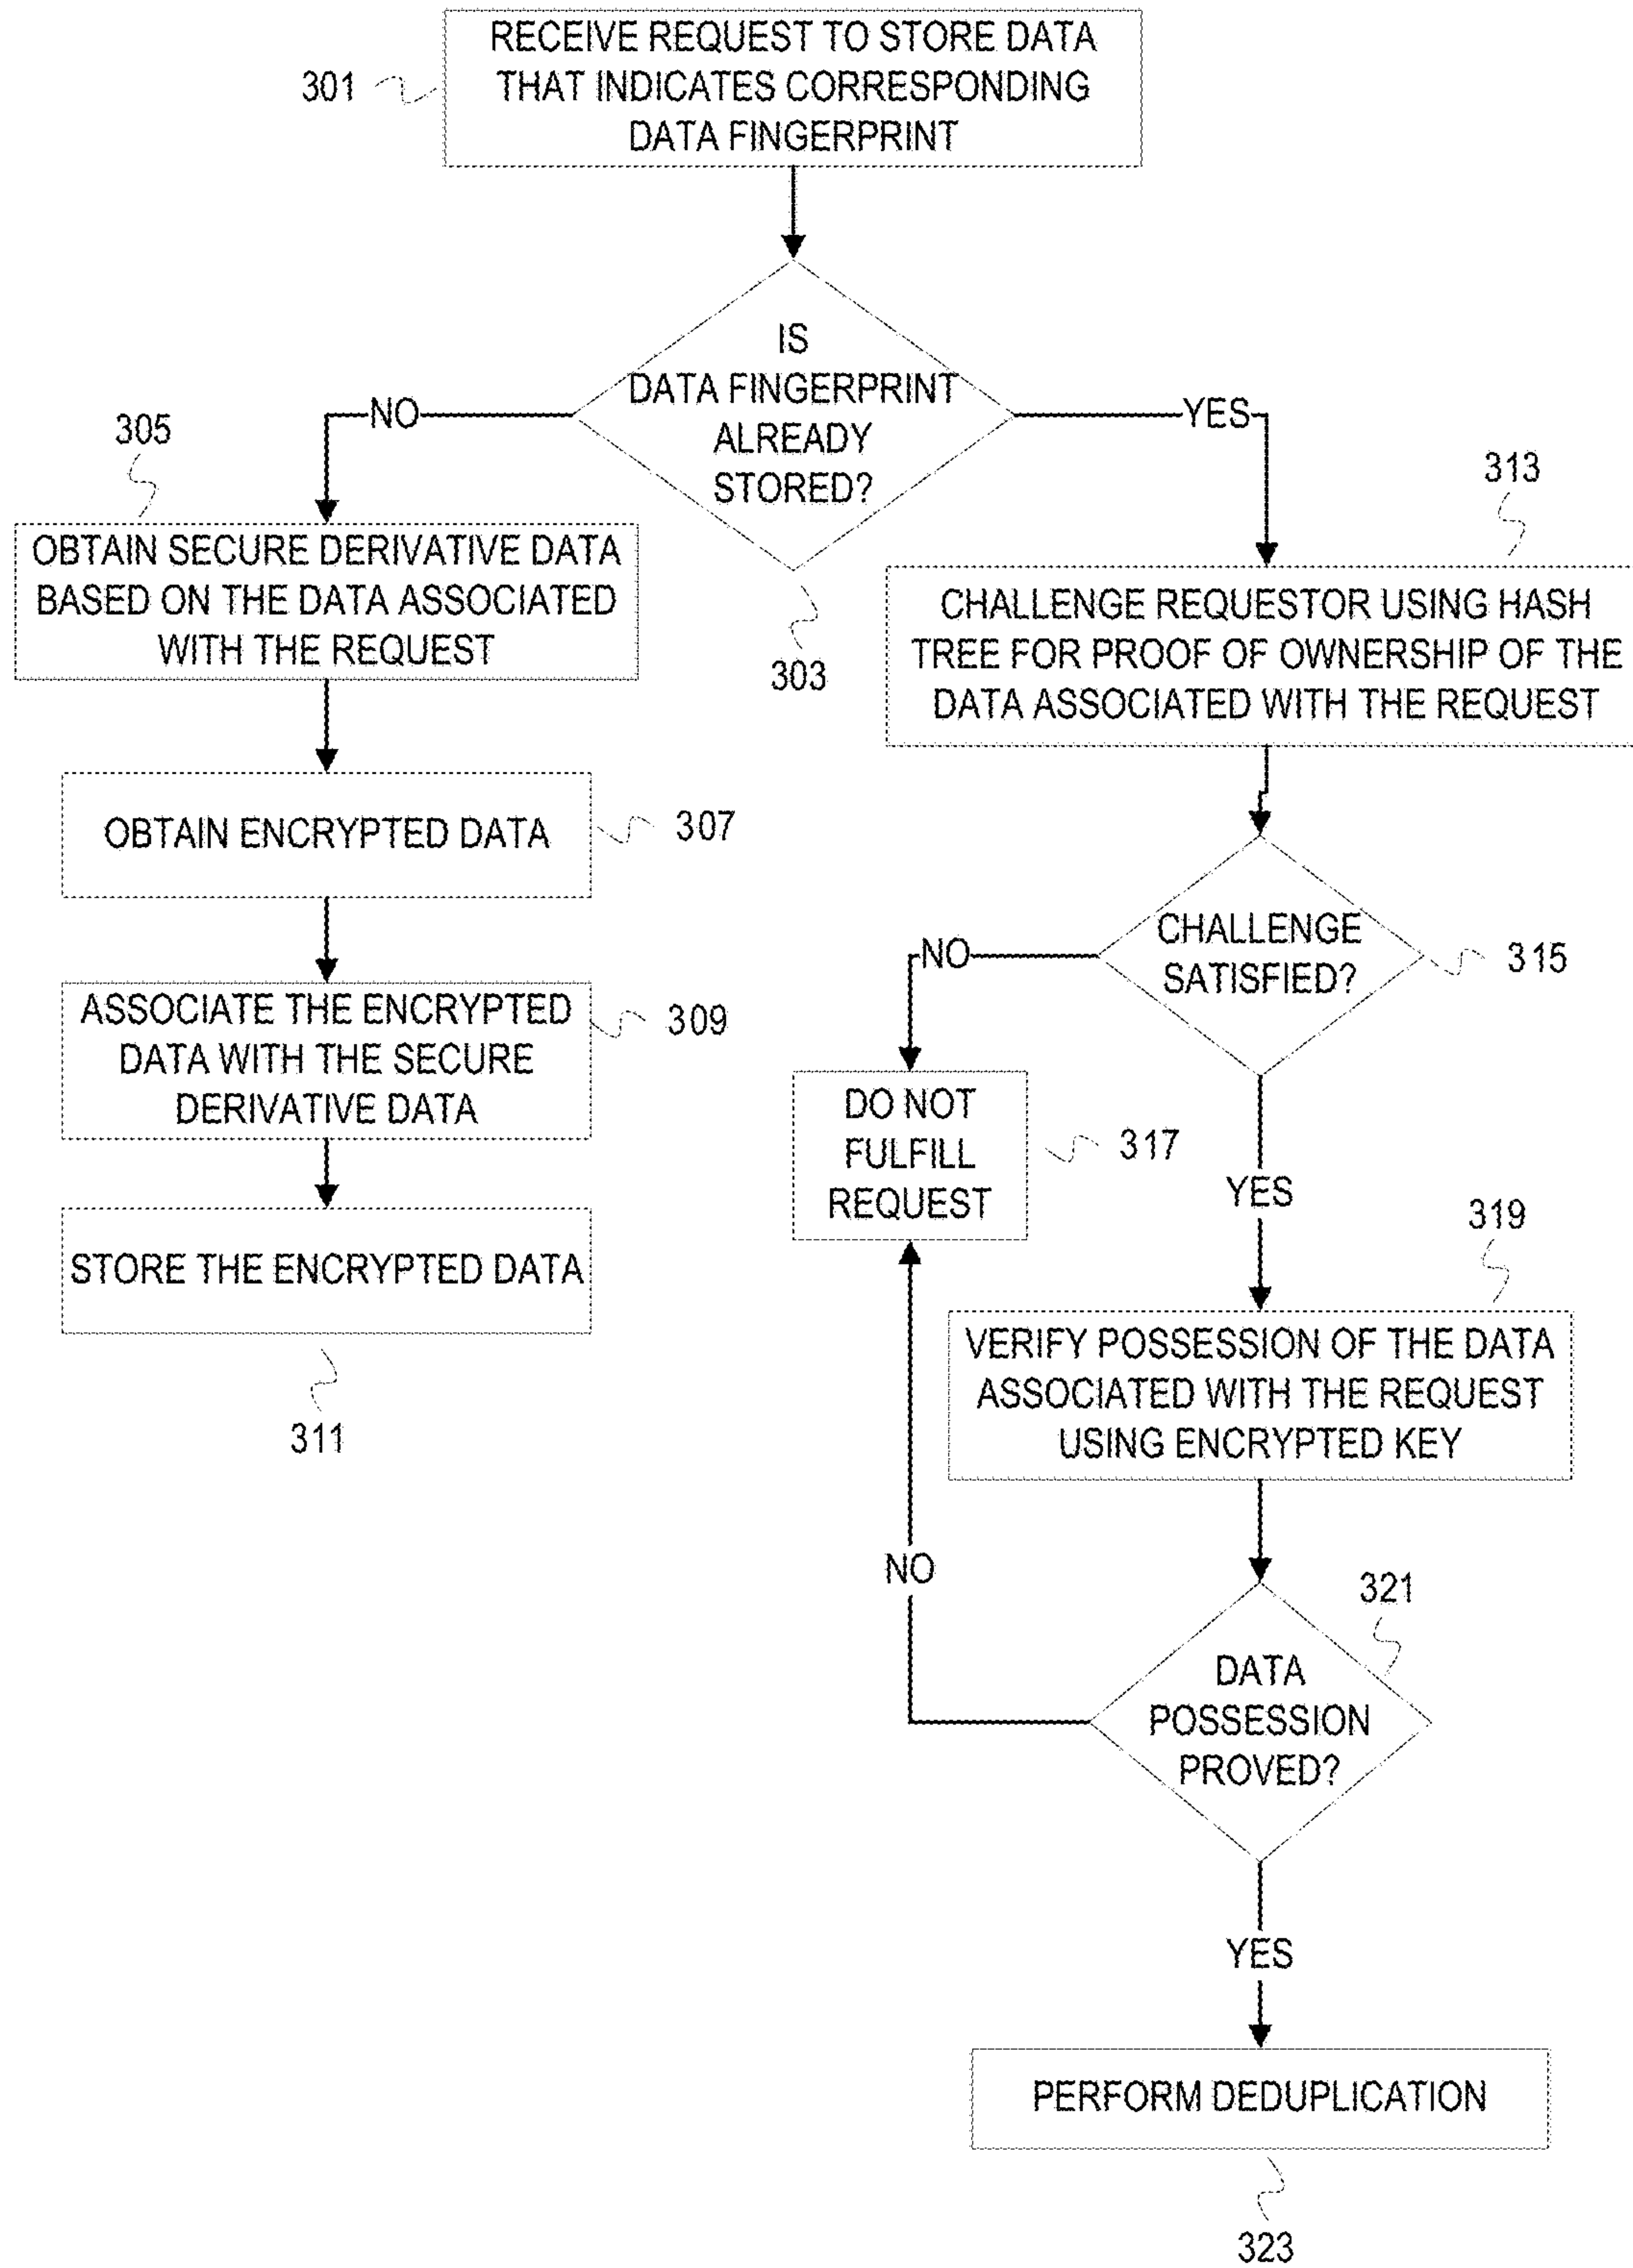 RECEIVE REQUEST TO STORE DATA
THAT INDICATES CORRESPONDING
DATA FINGERPRINT
301
IS
DATA FINGERPRINT
ALREADY
STORED?
303
NO
YES
305
OBTAIN SECURE DERIVATIVE DATA
BASED ON THE DATA ASSOCIATED
WITH THE REQUEST
OBTAIN ENCRYPTED DATA
307
ASSOCIATE THE ENCRYPTED
DATA WITH THE SECURE
DERIVATIVE DATA
309
STORE THE ENCRYPTED DATA
311
313
CHALLENGE REQUESTOR USING HASH
TREE FOR PROOF OF OWNERSHIP OF THE
DATA ASSOCIATED WITH THE REQUEST
CHALLENGE
SATISFIED?
315
NO
DO NOT
FULFILL
REQUEST
317
YES
319
VERIFY POSSESSION OF THE DATA
ASSOCIATED WITH THE REQUEST
USING ENCRYPTED KEY
NO
321
DATA
POSSESSION
PROVED?
YES
PERFORM DEDUPLICATION
323